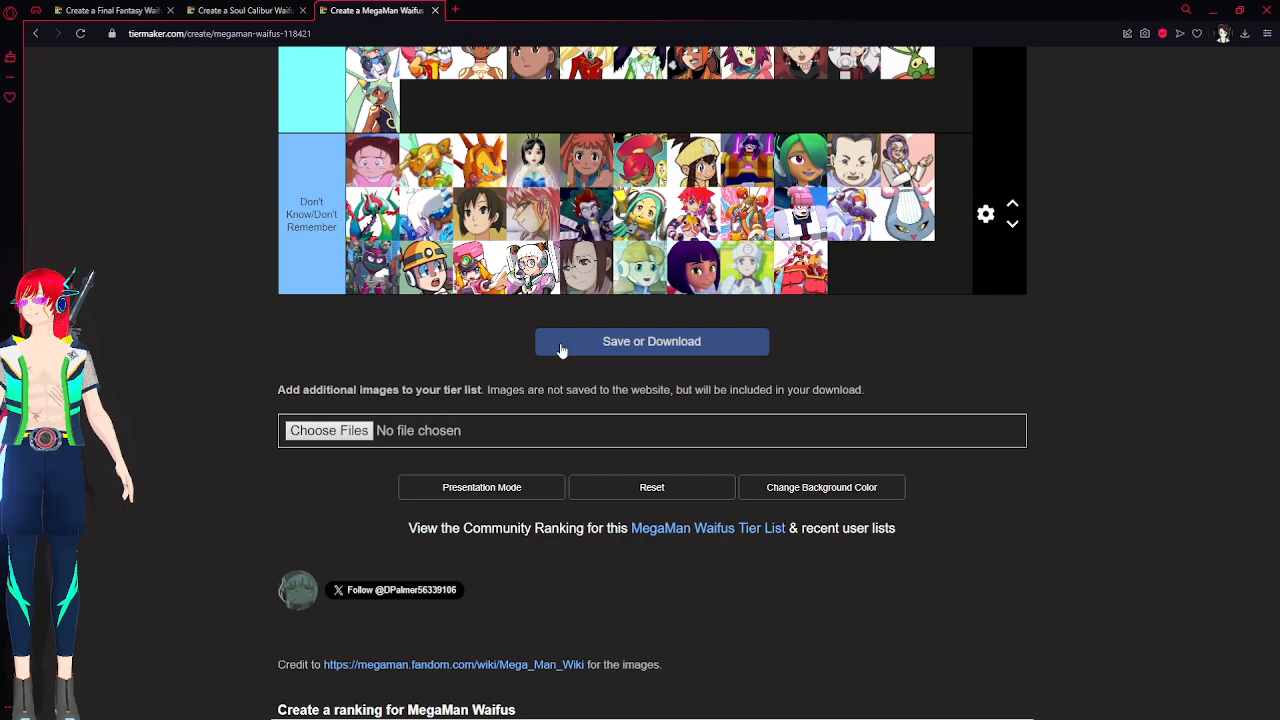 Create a Final Fantasy Waif
Create a Soul Calibur Waifu
Create a MegaMan Waifus
tiermaker.com/create/megaman-waifus-118421
Don't
Know/Don't
Remember
Save or Download
Add additional images to your tier list. Images are not saved to the website, but will be included in your download.
Choose Files No file chosen
Presentation Mode
Reset
Change Background Color
View the Community Ranking for this MegaMan Waifus Tier List & recent user lists
X Follow @DPalmer56339106
Credit to https://megaman.fandom.com/wiki/Mega_Man_Wiki for the images.
Create a ranking for MegaMan Waifus